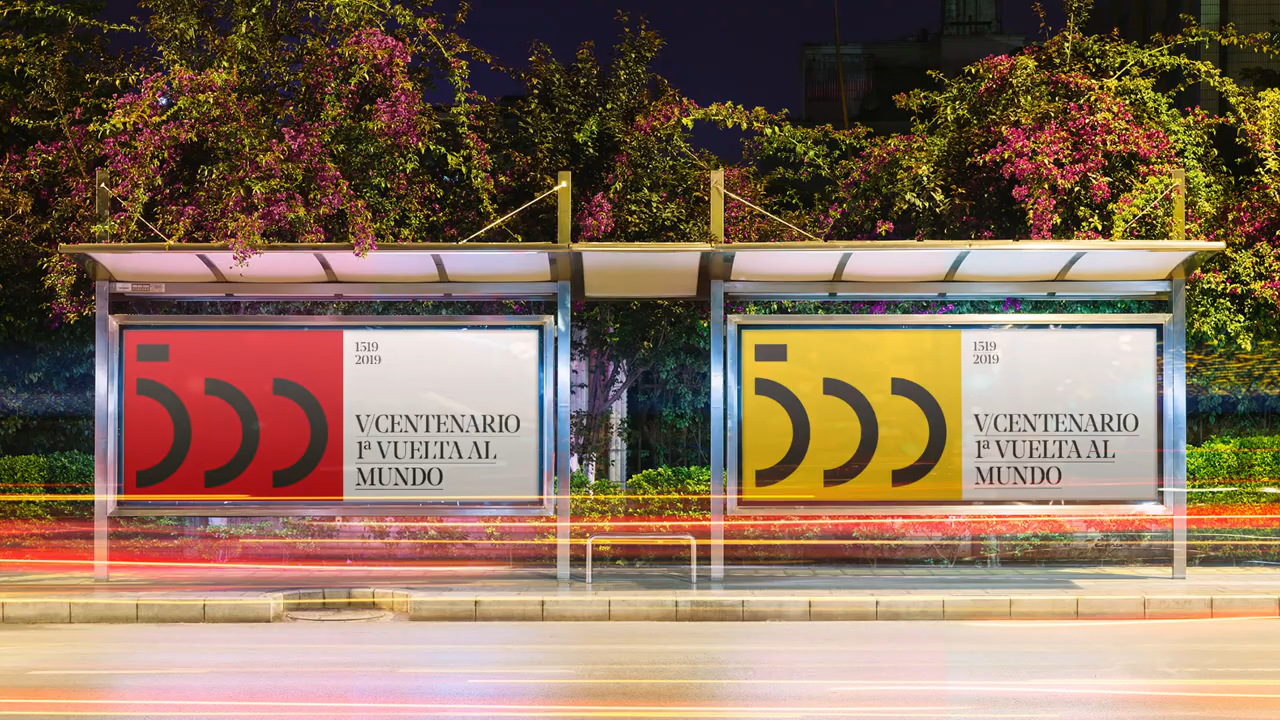 1519
2019
V/CENTENARIO
1ª VUELTA AL
MUNDO
1519
2019
V/CENTENARIO
1ª VUELTA AL
MUNDO